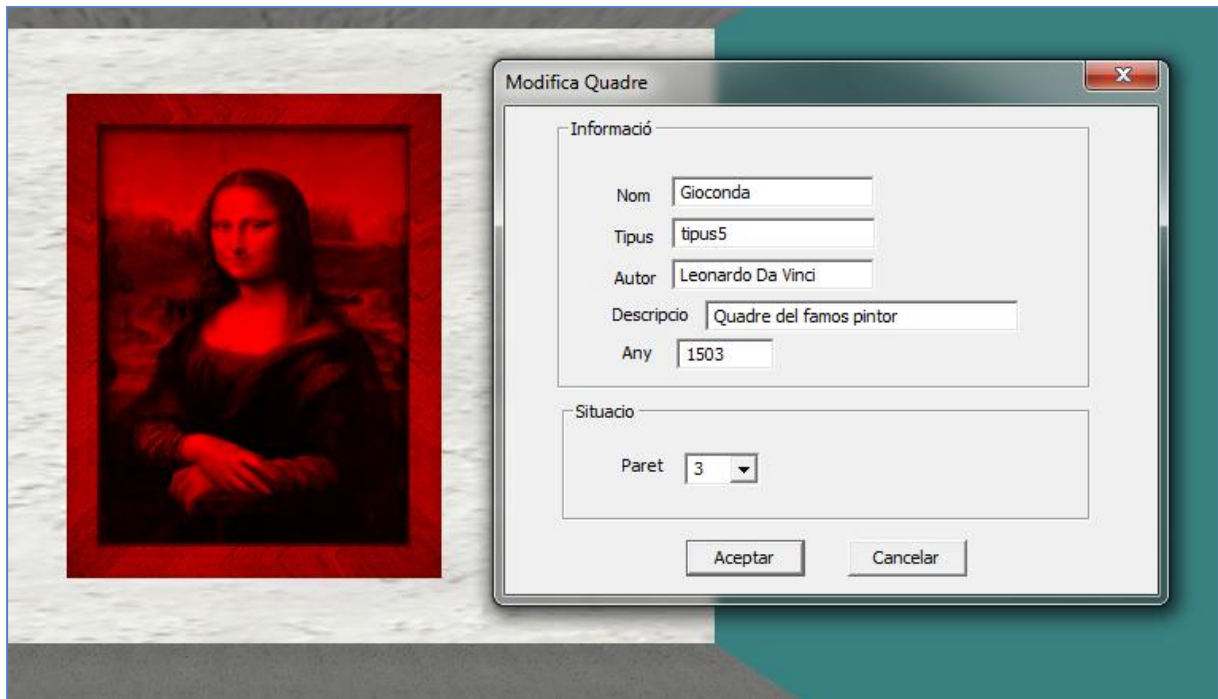 Modifica Quadre
X
Informació
Nom Gioconda
Tipus tipus5
Autor Leonardo Da Vinci
Descripcio Quadre del famos pintor
Any 1503
Situacio
Paret 3
Aceptar Cancelar